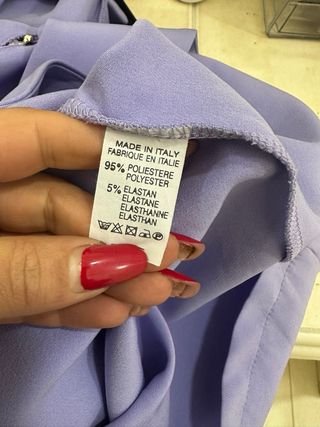 MADE IN ITALY
FABRIQUE EN ITALIE
95% POLIESTERE
POLYESTER
5% ELASTAN
ELASTANE
ELASTHANNE
ELASTHAN